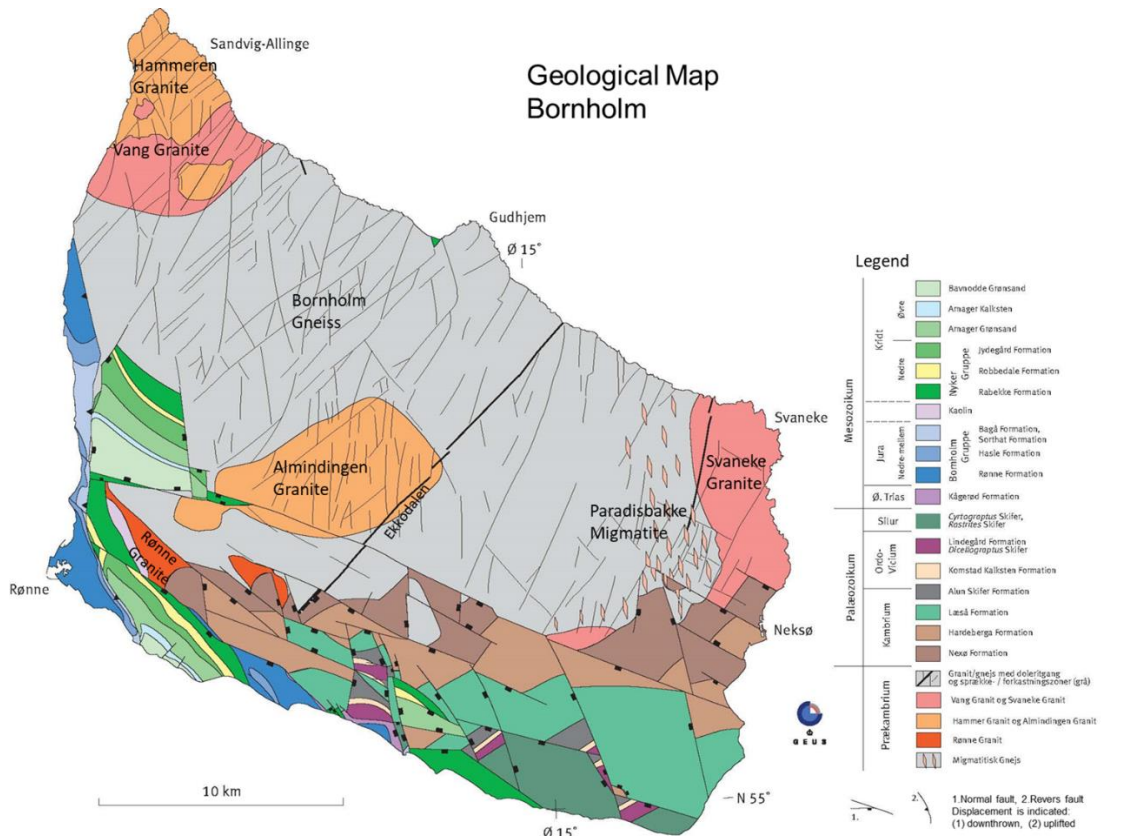 Geological Map
Bornholm
Sandvig-Allinge
Hammeren
Granite
Vang Granite
Gudhjem
Ø 15°
Bornholm
Gneiss
Svaneke
Svaneke
Granite
Almindingen
Granite
Ekkodalen
Paradisbakke
Migmatite
Rønne
Granite
Rønne
Neksø
10 km
N 55°
Ø 15°
GEUS
Legend
Mesozoikum
Kridt
Øvre
Bavnodde Grønsand
Arnager Kalksten
Arnager Grønsand
Nedre
Nyker
Gruppe
Jydegård Formation
Robbedale Formation
Rabekke Formation
Kaolin
Jura
Nedre-mellem
Bornholm
Gruppe
Bagå Formation,
Sorthat Formation
Hasle Formation
Rønne Formation
Ø. Trias
Kågerød Formation
Palæozoikum
Silur
Cyrtograptus Skifer,
Rastrites Skifer
Ordo-
Vicium
Lindegård Formation
Dicellograptus Skifer
Komstad Kalksten Formation
Kambrium
Alun Skifer Formation
Læså Formation
Hardeberga Formation
Nexø Formation
Prækambrium
Granit/gnejs med doleritgang
og sprække- / forkastningszoner (grå)
Vang Granit og Svaneke Granit
Hammer Granit og Almindingen Granit
Rønne Granit
Migmatitisk Gnejs
1.
2.
1.Normal fault, 2.Revers fault
Displacement is indicated:
(1) downthrown, (2) uplifted